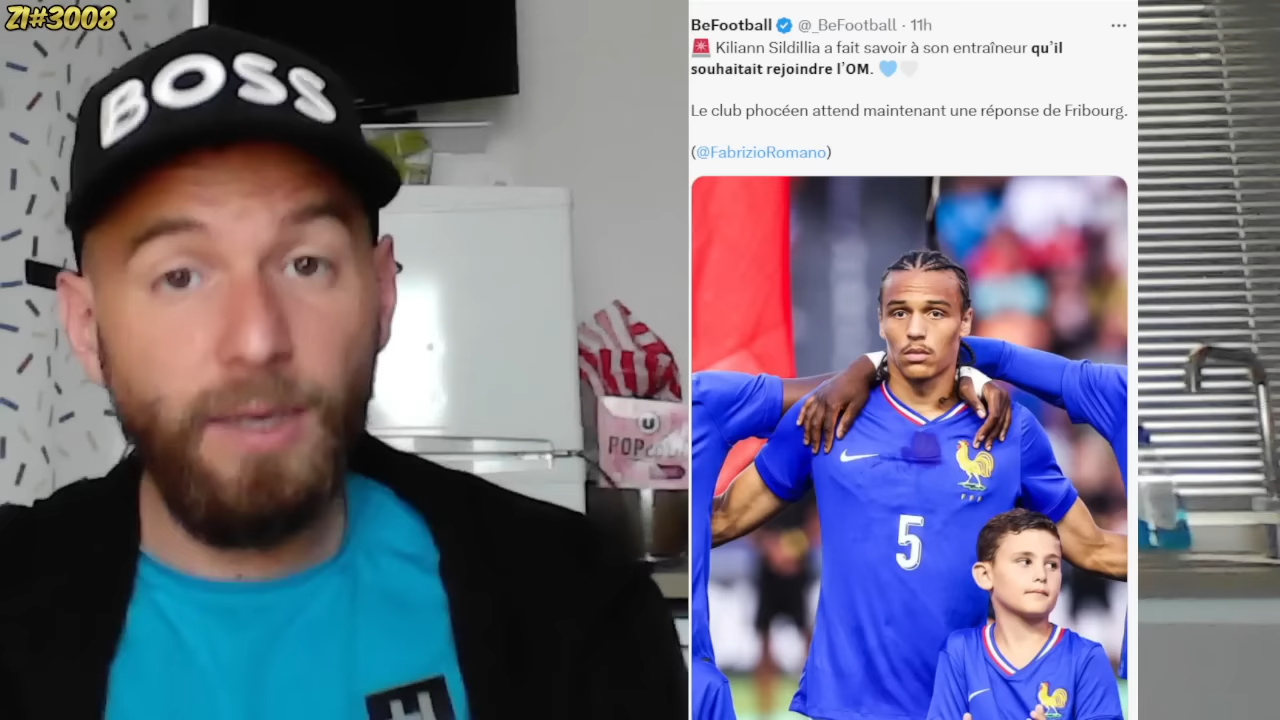 ZI#3008
BOSS
BeFootball @_BeFootball · 11h
🚨 Kiliann Sildillia a fait savoir à son entraîneur qu'il
souhaitait rejoindre l'OM. 🩵🤍
Le club phocéen attend maintenant une réponse de Fribourg.
(@FabrizioRomano)
5
U
H